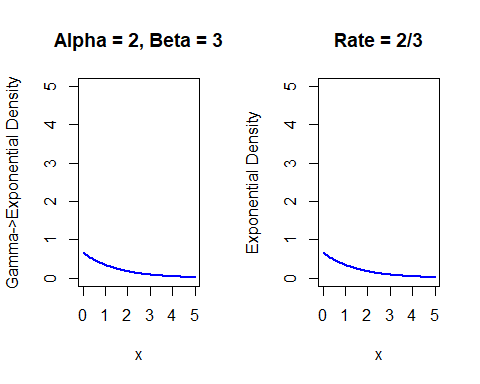 Alpha = 2, Beta = 3
Gamma->Exponential Density
5
4
3
2
1
0
0 1 2 3 4 5
x
Rate = 2/3
Exponential Density
5
4
3
2
1
0
0 1 2 3 4 5
x